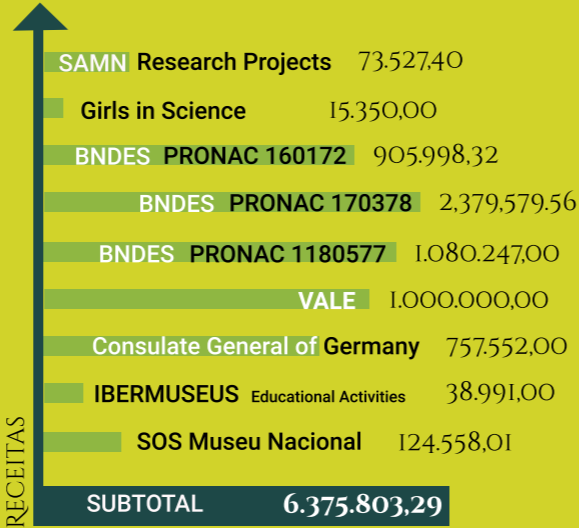 SAMN Research Projects 73.527,40
Girls in Science 15.350,00
BNDES PRONAC 160172 905.998,32
BNDES PRONAC 170378 2,379,579.56
BNDES PRONAC 1180577 1.080.247,00
VALE 1.000.000,00
Consulate General of Germany 757.552,00
IBERMUSEUS Educational Activities 38.991,00
SOS Museu Nacional 124.558,01
SUBTOTAL 6.375.803,29
RECEITAS